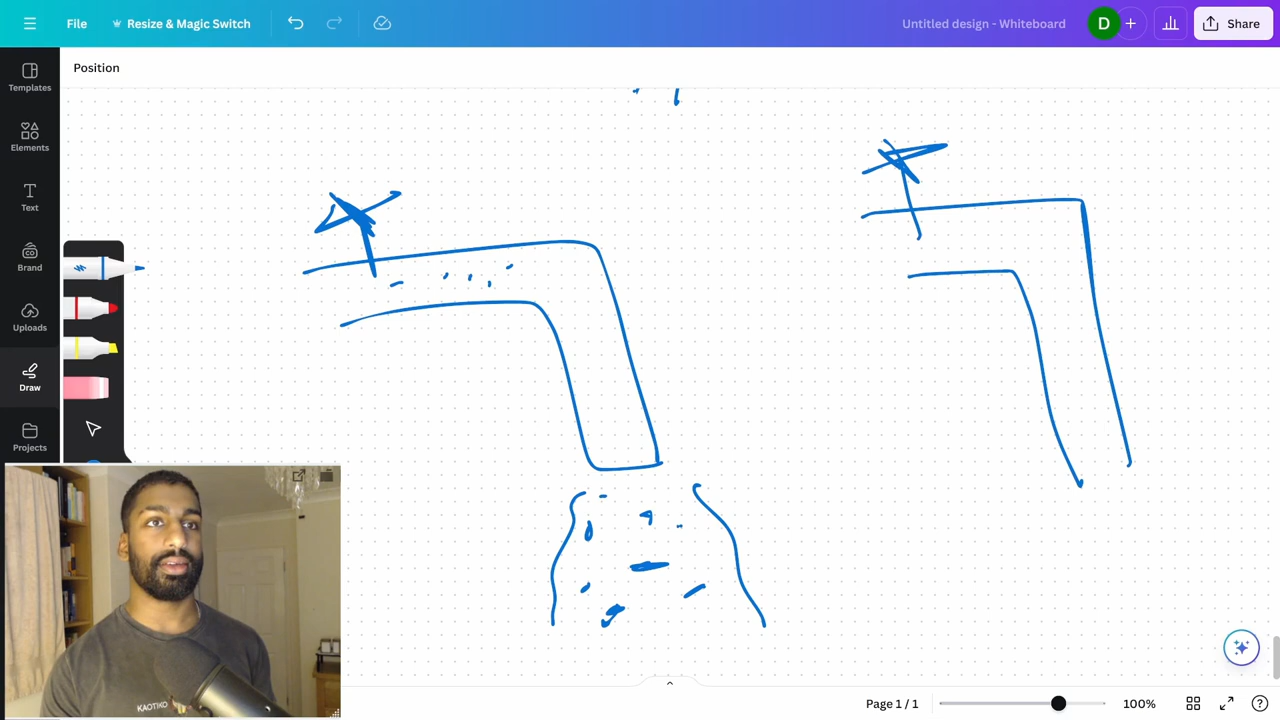 File
Resize & Magic Switch
Untitled design - Whiteboard
D
Share
Templates
Position
Elements
Text
Brand
Uploads
Draw
Projects
KAOTIKO
Page 1 / 1
100%